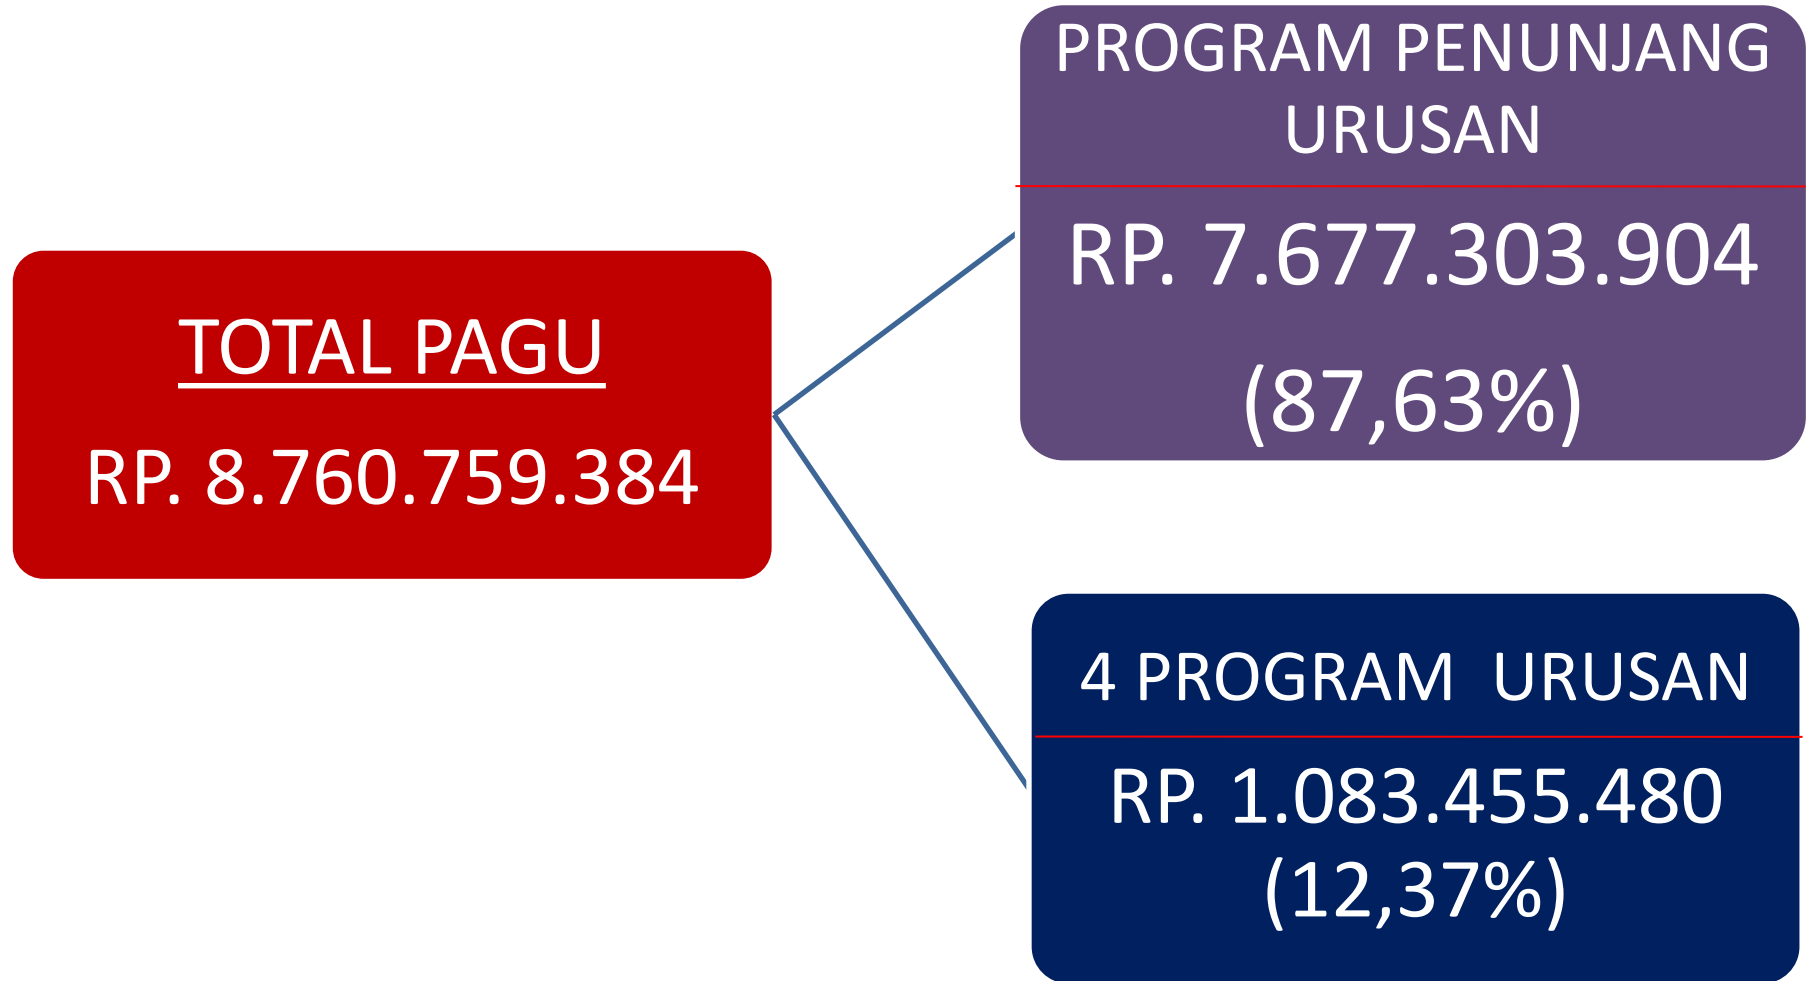 TOTAL PAGU
RP. 8.760.759.384
PROGRAM PENUNJANG
URUSAN
RP. 7.677.303.904
(87,63%)
4 PROGRAM  URUSAN
RP. 1.083.455.480
(12,37%)